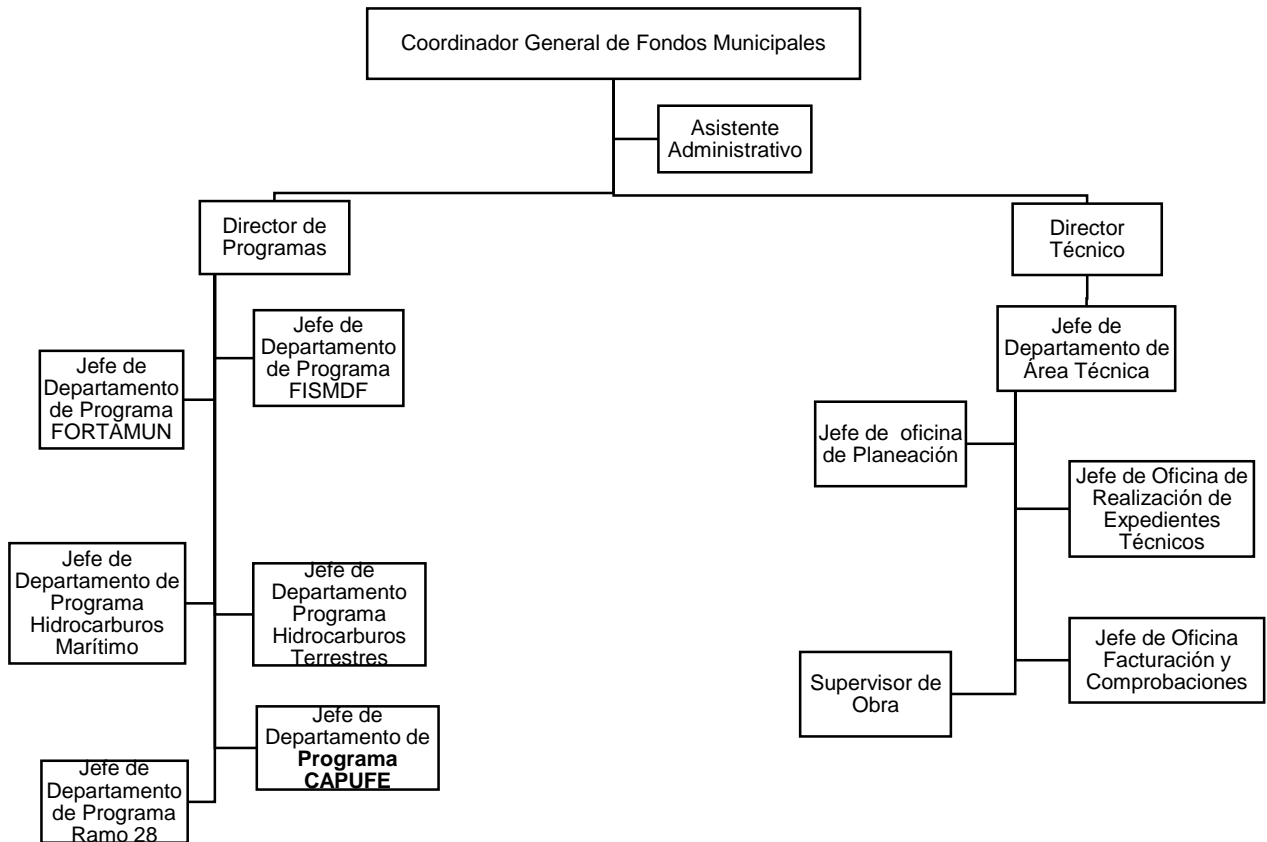 Coordinador General de Fondos Municipales
Asistente
Administrativo
Director de
Programas
Director
Técnico
Jefe de
Departamento
de Programa
FISMDF
Jefe de
Departamento
de Programa
FORTAMUN
Jefe de
Departamento de
Programa
Hidrocarburos
Marítimo
Jefe de
Departamento
Programa
Hidrocarburos
Terrestres
Jefe de
Departamento de
Programa
CAPUFE
Jefe de
Departamento
de Programa
Ramo 28
Jefe de
Departamento de
Área Técnica
Jefe de  oficina
de Planeación
Jefe de Oficina de
Realización de
Expedientes
Técnicos
Jefe de Oficina
Facturación y
Comprobaciones
Supervisor de
Obra